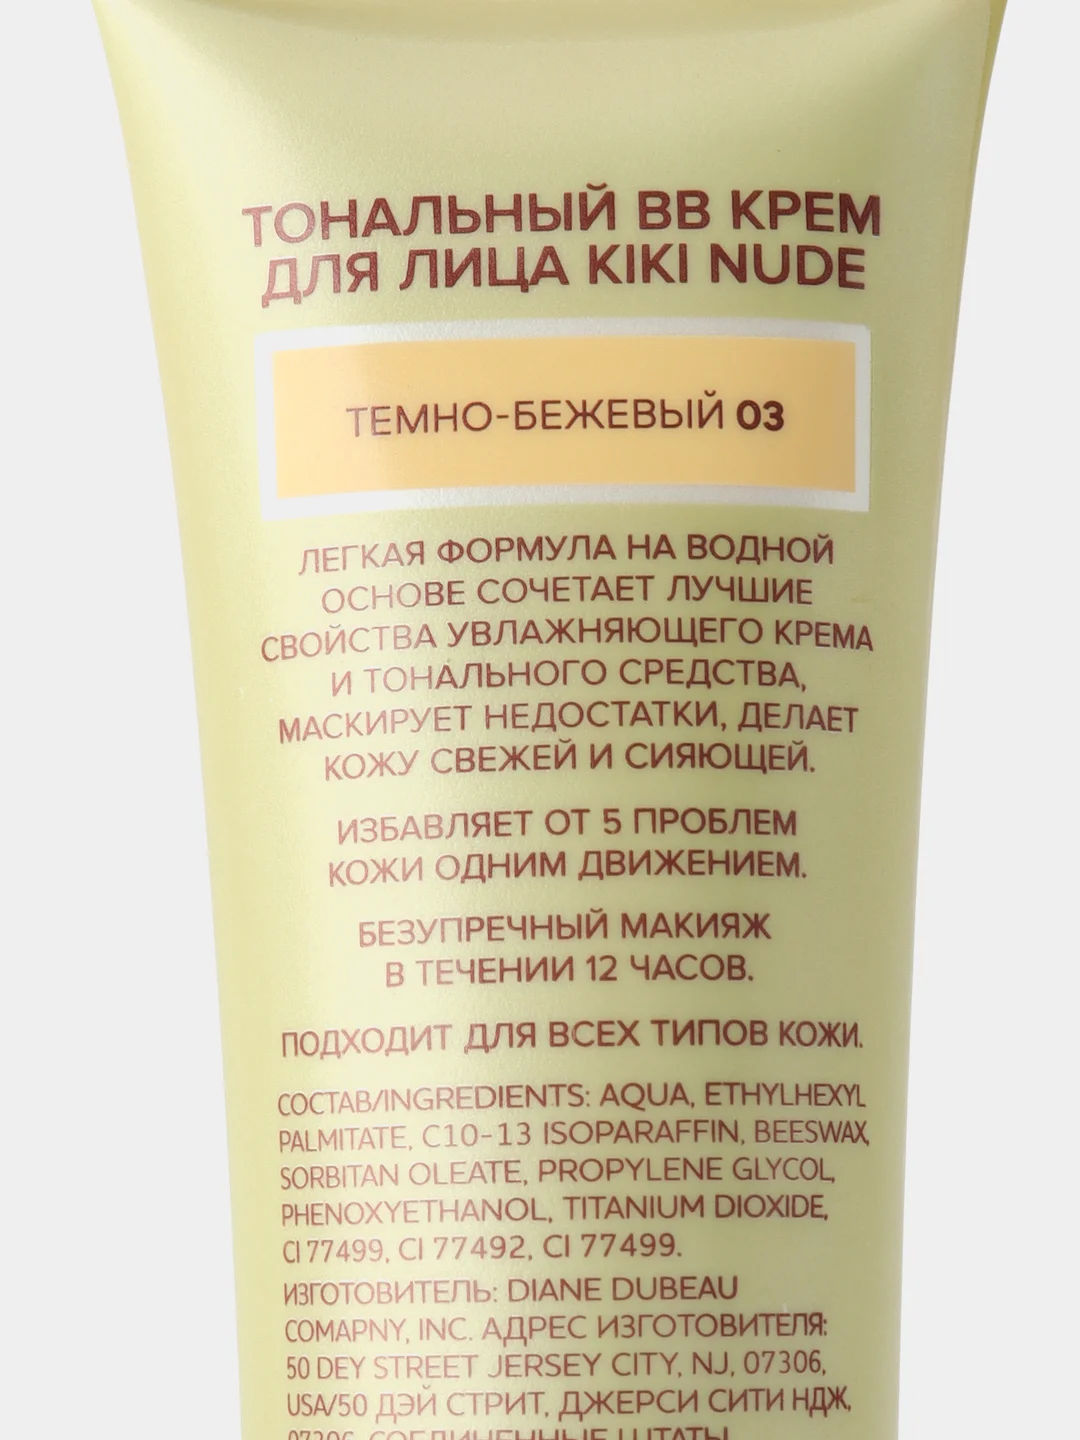 ТОНАЛЬНЫЙ BB КРЕМ
ДЛЯ ЛИЦА KIKI NUDE
ТЕМНО-БЕЖЕВЫЙ 03
ЛЕГКАЯ ФОРМУЛА НА ВОДНОЙ
ОСНОВЕ СОЧЕТАЕТ ЛУЧШИЕ
СВОЙСТВА УВЛАЖНЯЮЩЕГО КРЕМА
И ТОНАЛЬНОГО СРЕДСТВА,
МАСКИРУЕТ НЕДОСТАТКИ, ДЕЛАЕТ
КОЖУ СВЕЖЕЙ И СИЯЮЩЕЙ.
ИЗБАВЛЯЕТ ОТ 5 ПРОБЛЕМ
КОЖИ ОДНИМ ДВИЖЕНИЕМ.
БЕЗУПРЕЧНЫЙ МАКИЯЖ
В ТЕЧЕНИИ 12 ЧАСОВ.
ПОДХОДИТ ДЛЯ ВСЕХ ТИПОВ КОЖИ.
СОСТАВ/INGREDIENTS: AQUA, ETHYLHEXYL
PALMITATE, C10-13 ISOPARAFFIN, BEESWAX,
SORBITAN OLEATE, PROPYLENE GLYCOL,
PHENOXYETHANOL, TITANIUM DIOXIDE,
CI 77499, CI 77492, CI 77499.
ИЗГОТОВИТЕЛЬ: DIANE DUBEAU
COMAPNY, INC. АДРЕС ИЗГОТОВИТЕЛЯ:
50 DEY STREET JERSEY CITY, NJ, 07306,
USA/50 ДЭЙ СТРИТ, ДЖЕРСИ СИТИ НДЖ,
07306, СОЕДИНЕННЫЕ ШТАТЫ